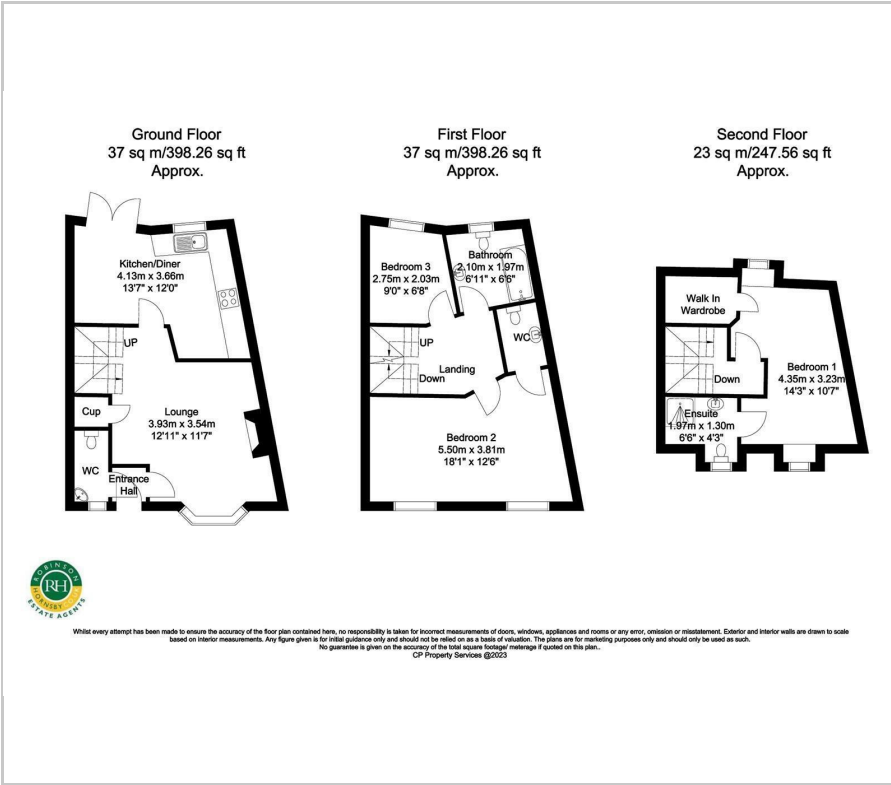 Ground Floor
37 sq m/398.26 sq ft
Approx.
First Floor
37 sq m/398.26 sq ft
Approx.
Second Floor
23 sq m/247.56 sq ft
Approx.
Kitchen/Diner
4.13m x 3.66m
13'7" x 12'0"
UP
Cup
Lounge
3.93m x 3.54m
12'11" x 11'7"
WC
Entrance
Hall
Bedroom 3
2.75m x 2.03m
9'0" x 6'8"
Bathroom
2.10m x 1.97m
6'11" x 6'6"
UP
Down
Landing
WC
Bedroom 2
5.50m x 3.81m
18'1" x 12'6"
Walk In
Wardrobe
Down
Bedroom 1
4.35m x 3.23m
14'3" x 10'7"
Ensuite
1.97m x 1.30m
6'6" x 4'3"
ROBINSON
RH
HORNSBY
ESTATE AGENTS
Whilst every attempt has been made to ensure the accuracy of the floor plan contained here, no responsibility is taken for incorrect measurements of doors, windows, appliances and rooms or any error, omission or misstatement. Exterior and interior walls are drawn to scale
based on interior measurements. Any figure given is for initial guidance only and should not be relied on as a basis of valuation. The plans are for marketing purposes only and should only be used as such.
No guarantee is given on the accuracy of the total square footage/ meterage if quoted on this plan..
CP Property Services @2023